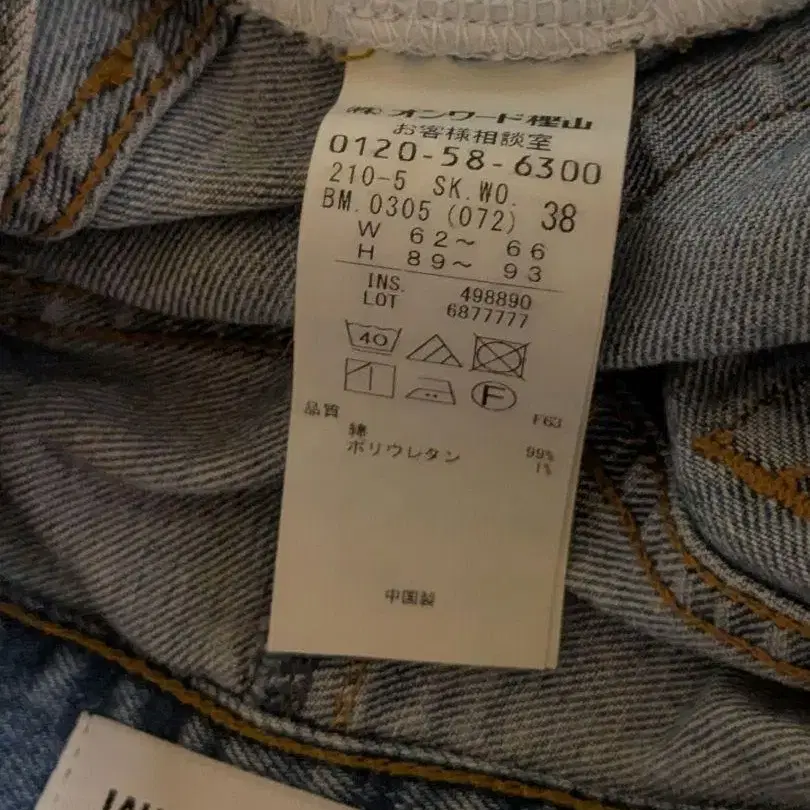 ㈱オンワード樫山
お客様相談室
0120-58-6300
210-5 SK.WO.
BM.0305(072) 38
W 62～ 66
H 89～ 93
INS. 498890
LOT 6877777
40
F
F63
品質
綿 99%
ポリウレタン 1%
中国製